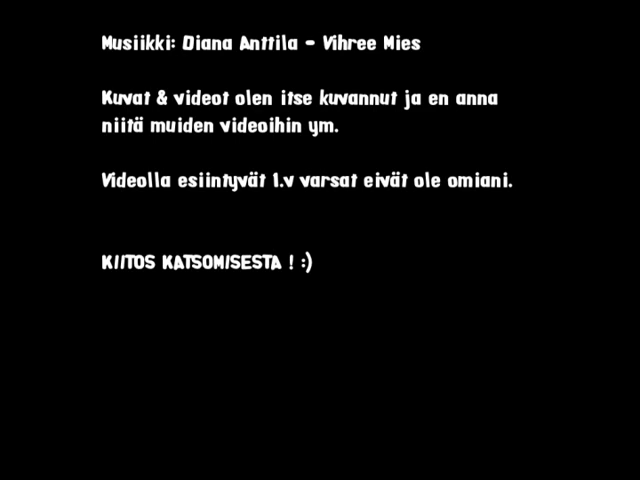 Musiikki: Diana Anttila - Vihree Mies
Kuvat & videot olen itse kuvannut ja en anna
niitä muiden videoihin ym.
Videolla esiintyvät 1.v varsat eivät ole omiani.
KIITOS KATSOMISESTA ! :)